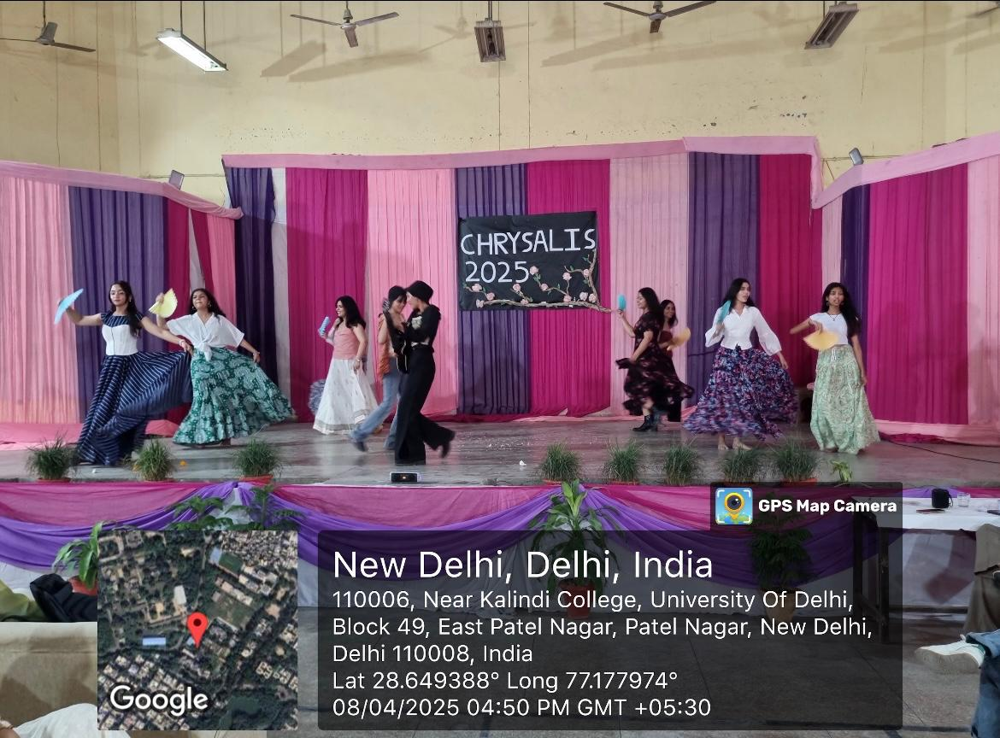 CHRYSALIS
2025
GPS Map Camera
New Delhi, Delhi, India
110006, Near Kalindi College, University Of Delhi,
Block 49, East Patel Nagar, Patel Nagar, New Delhi,
Delhi 110008, India
Lat 28.649388° Long 77.177974°
08/04/2025 04:50 PM GMT +05:30
Google